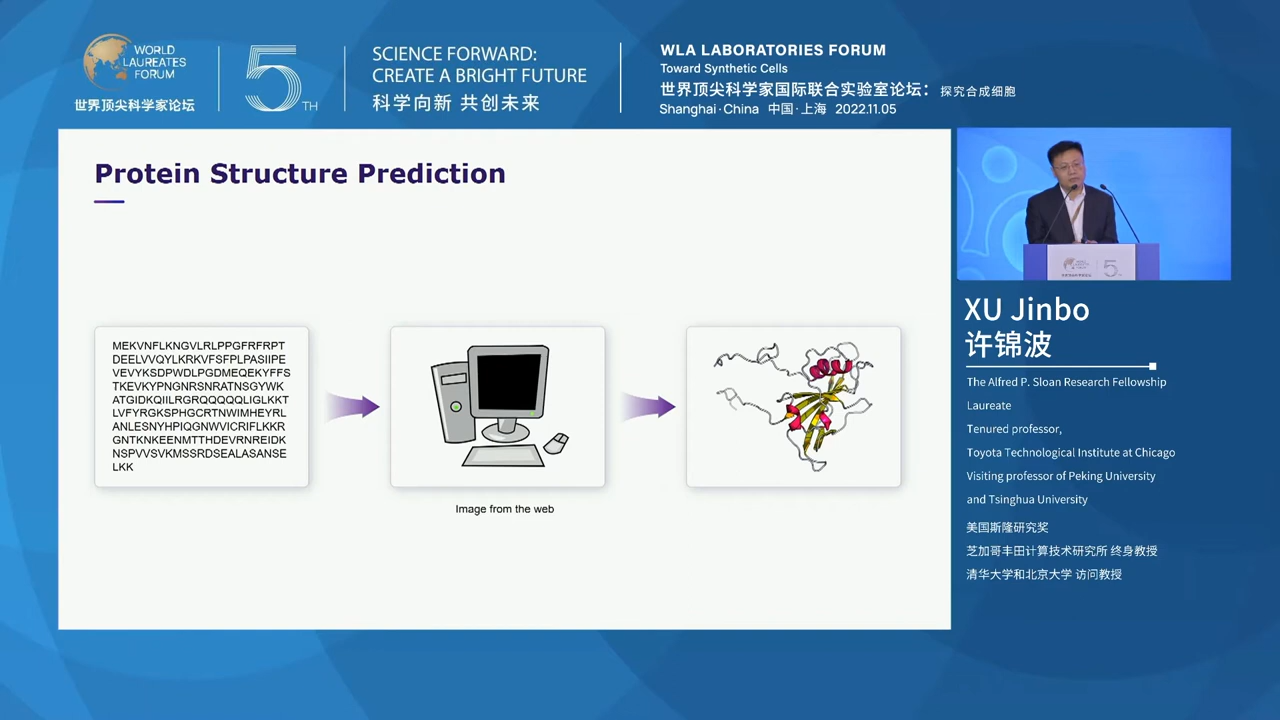 WORLD
LAUREATES
FORUM
世界顶尖科学家论坛
5TH
SCIENCE FORWARD:
CREATE A BRIGHT FUTURE
科学向新 共创未来
WLA LABORATORIES FORUM
Toward Synthetic Cells
世界顶尖科学家国际联合实验室论坛：探究合成细胞
Shanghai·China 中国·上海 2022.11.05
Protein Structure Prediction
MEKVNFLKNGVLRLPPGFRFRPT
DEELVVQYLKRKVFSFPLPASIIPE
VEVYKSDPWDLPGDMEQEKYFFS
TKEVKYPNGNRSNRATNSGYWK
ATGIDKQIILRGRQQQQLIGLKKT
LVFYRGKSPHGCRTNWIMHEYRL
ANLESNYHPIQGNWVICRIFLKKR
GNTKNKEENMTTHDEVRNREIDK
NSPVVSVKMSSRDSEALASANSE
LKK
Image from the web
XU Jinbo
许锦波
The Alfred P. Sloan Research Fellowship
Laureate
Tenured professor,
Toyota Technological Institute at Chicago
Visiting professor of Peking University
and Tsinghua University
美国斯隆研究奖
芝加哥丰田计算技术研究所 终身教授
清华大学和北京大学 访问教授